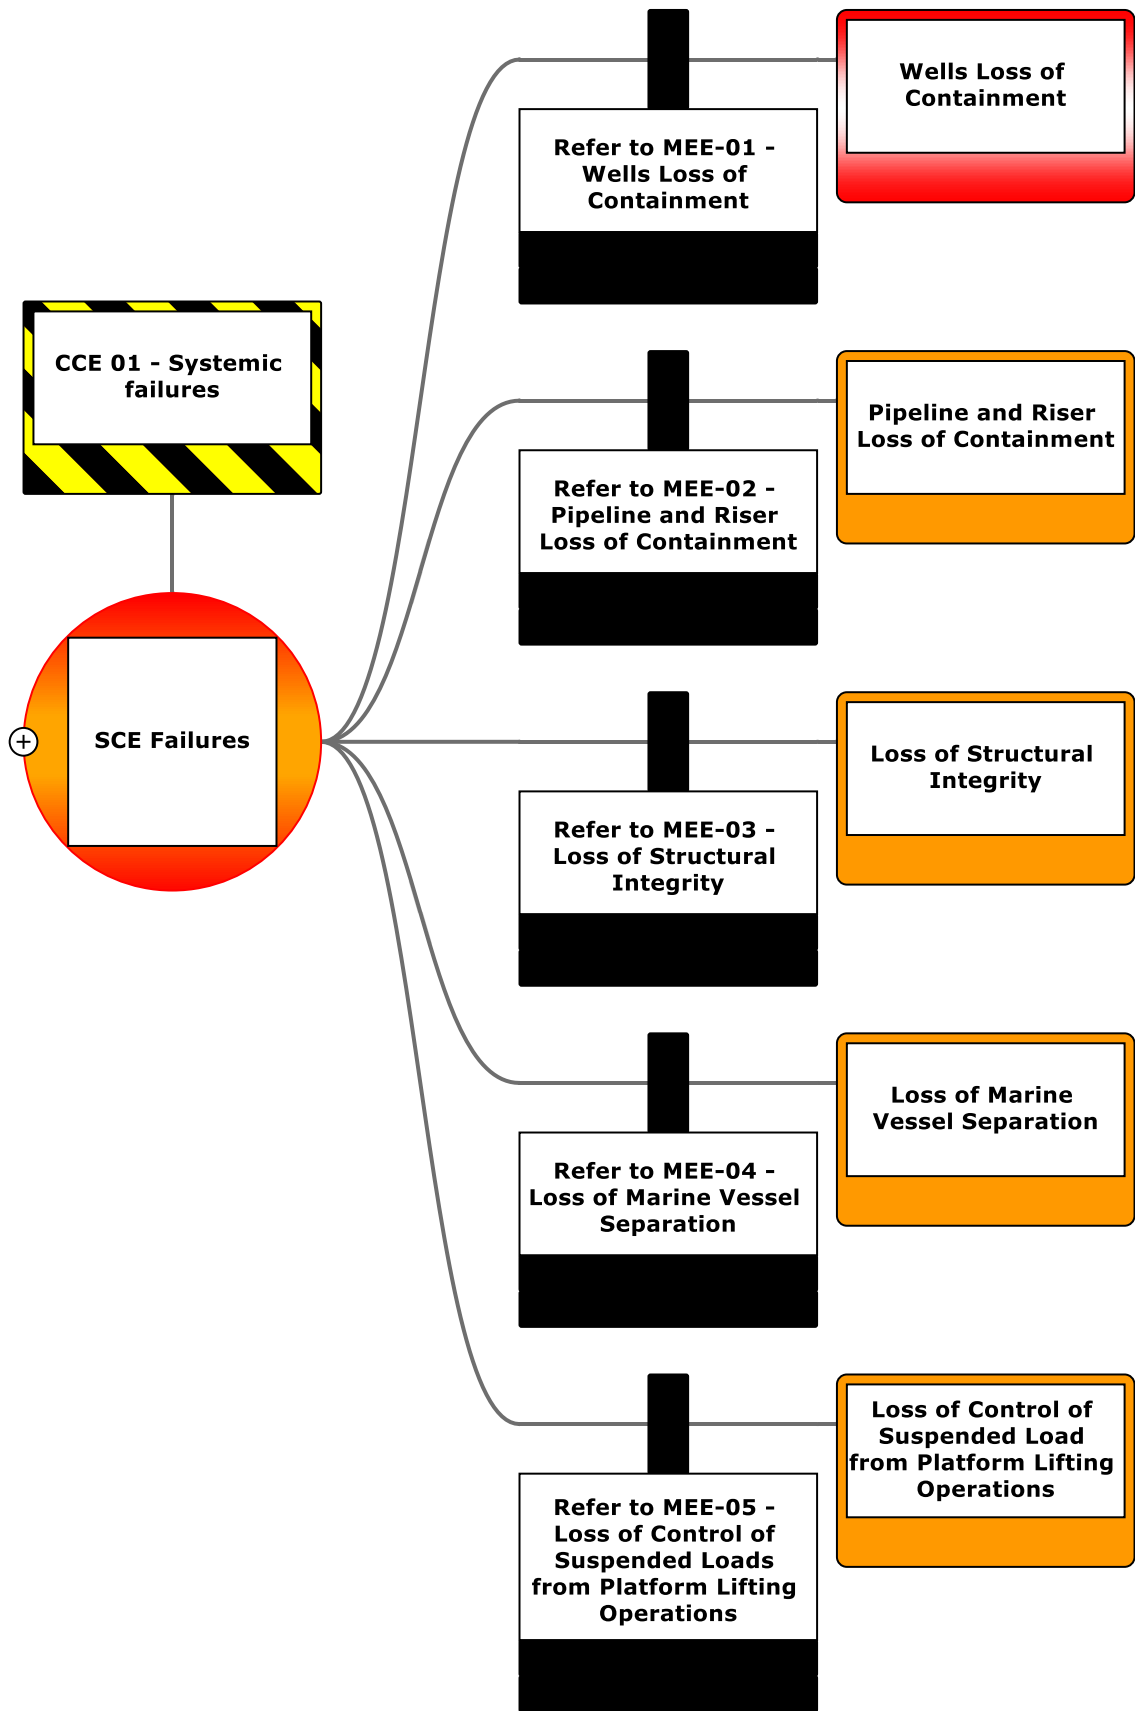 Wells Loss of
Containment
Refer to MEE-01 -
Wells Loss of
Containment
CCE 01 - Systemic
failures
Pipeline and Riser
Loss of Containment
Refer to MEE-02 -
Pipeline and Riser
Loss of Containment
SCE Failures
Loss of Structural
Integrity
Refer to MEE-03 -
Loss of Structural
Integrity
Loss of Marine
Vessel Separation
Refer to MEE-04 -
Loss of Marine Vessel
Separation
Loss of Control of
Suspended Load
from Platform Lifting
Operations
Refer to MEE-05 -
Loss of Control of
Suspended Loads
from Platform Lifting
Operations